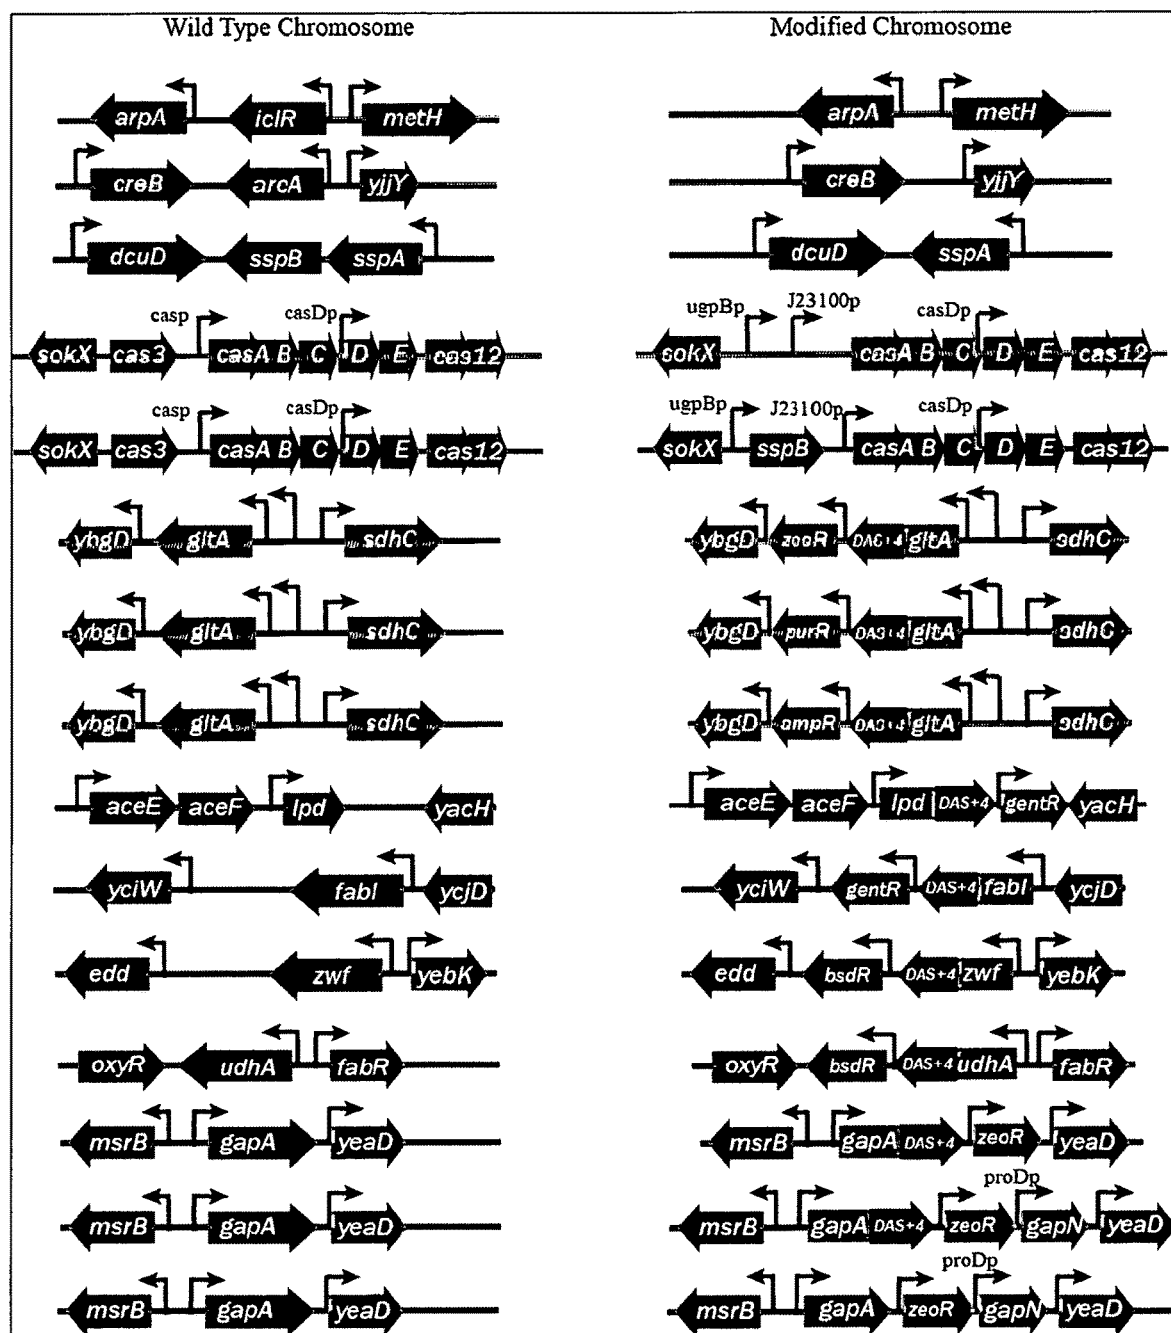 Wild Type Chromosome Modified Chromosome
arpA iclR metH arpA metH
creB arcA yjjY creB yjjY
dcuD sspB sspA dcuD sspA
casp casDp ugpBp J23100p casDp
sokX cas3 casA B C D E cas12 sokX casA B C D E cas12
casp casDp ugpBp J23100p casDp
sokX cas3 casA B C D E cas12 sokX sspB casA B C D E cas12
ybgD gltA sdhC ybgD zeoR DAS+4 gltA sdhC
ybgD gltA sdhC ybgD purR DAS+4 gltA sdhC
ybgD gltA sdhC ybgD ampR DAS+4 gltA sdhC
aceE aceF lpd yacH aceE aceF lpd DAS+4 gentR yacH
yciW fabI ycjD yciW gentR DAS+4 fabI ycjD
edd zwf yebK edd bsdR DAS+4 zwf yebK
oxyR udhA fabR oxyR bsdR DAS+4 udhA fabR
msrB gapA yeaD msrB gapA DAS+4 zeoR yeaD
proDp
msrB gapA yeaD msrB gapA DAS+4 zeoR gapN yeaD
proDp
msrB gapA yeaD msrB gapA zeoR gapN yeaD